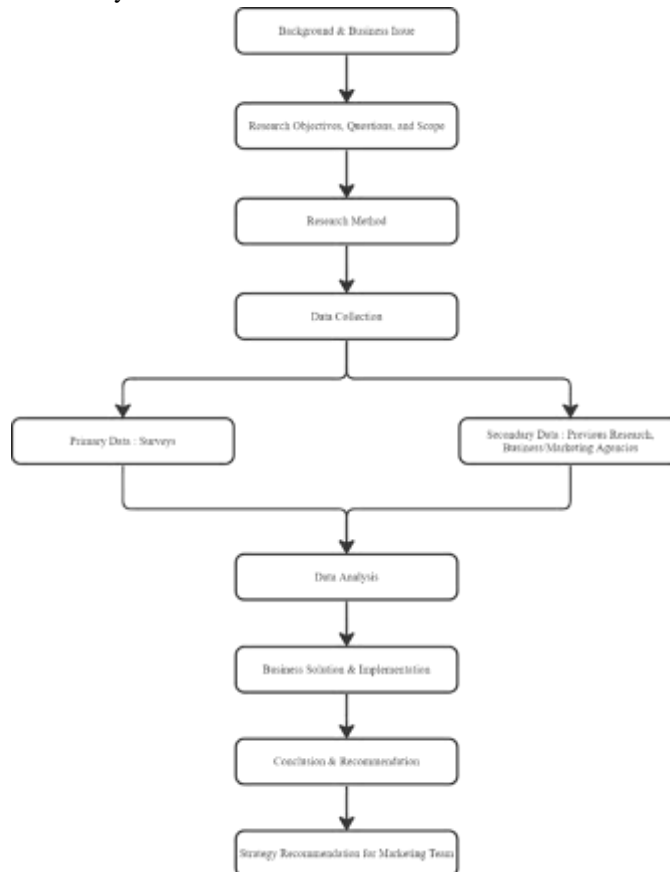 Background & Business Issue
Research Objectives, Questions, and Scope
Research Method
Data Collection
Primary Data : Surveys
Secondary Data : Previous Research,
Business/Marketing Agencies
Data Analysis
Business Solution & Implementation
Conclusion & Recommendation
Strategy Recommendation for Marketing Team